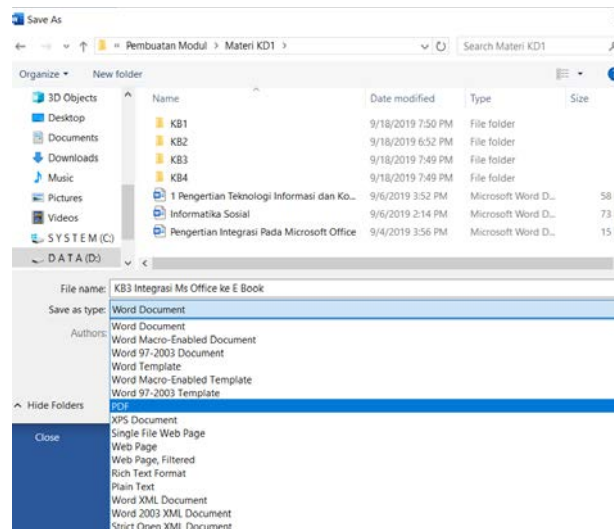 Save As
« Pembuatan Modul > Materi KD1 >
Search Materi KD1
Organize
New folder
3D Objects
Desktop
Documents
Downloads
Music
Pictures
Videos
SYSTEM (C:)
DATA (D:)
Name Date modified Type Size
KB1 9/18/2019 7:50 PM File folder
KB2 9/18/2019 6:52 PM File folder
KB3 9/18/2019 7:49 PM File folder
KB4 9/18/2019 7:49 PM File folder
1 Pengertian Teknologi Informasi dan Ko... 9/6/2019 3:52 PM Microsoft Word D... 58
Informatika Sosial 9/6/2019 2:14 PM Microsoft Word D... 73
Pengertian Integrasi Pada Microsoft Office 9/4/2019 3:56 PM Microsoft Word D... 15
File name: KB3 Integrasi Ms Office ke E Book
Save as type: Word Document
Authors:
Word Document
Word Macro-Enabled Document
Word 97-2003 Document
Word Template
Word Macro-Enabled Template
Word 97-2003 Template
Hide Folders
PDF
XPS Document
Close
Single File Web Page
Web Page
Web Page, Filtered
Rich Text Format
Plain Text
Word XML Document
Word 2003 XML Document
Strict Open XML Document